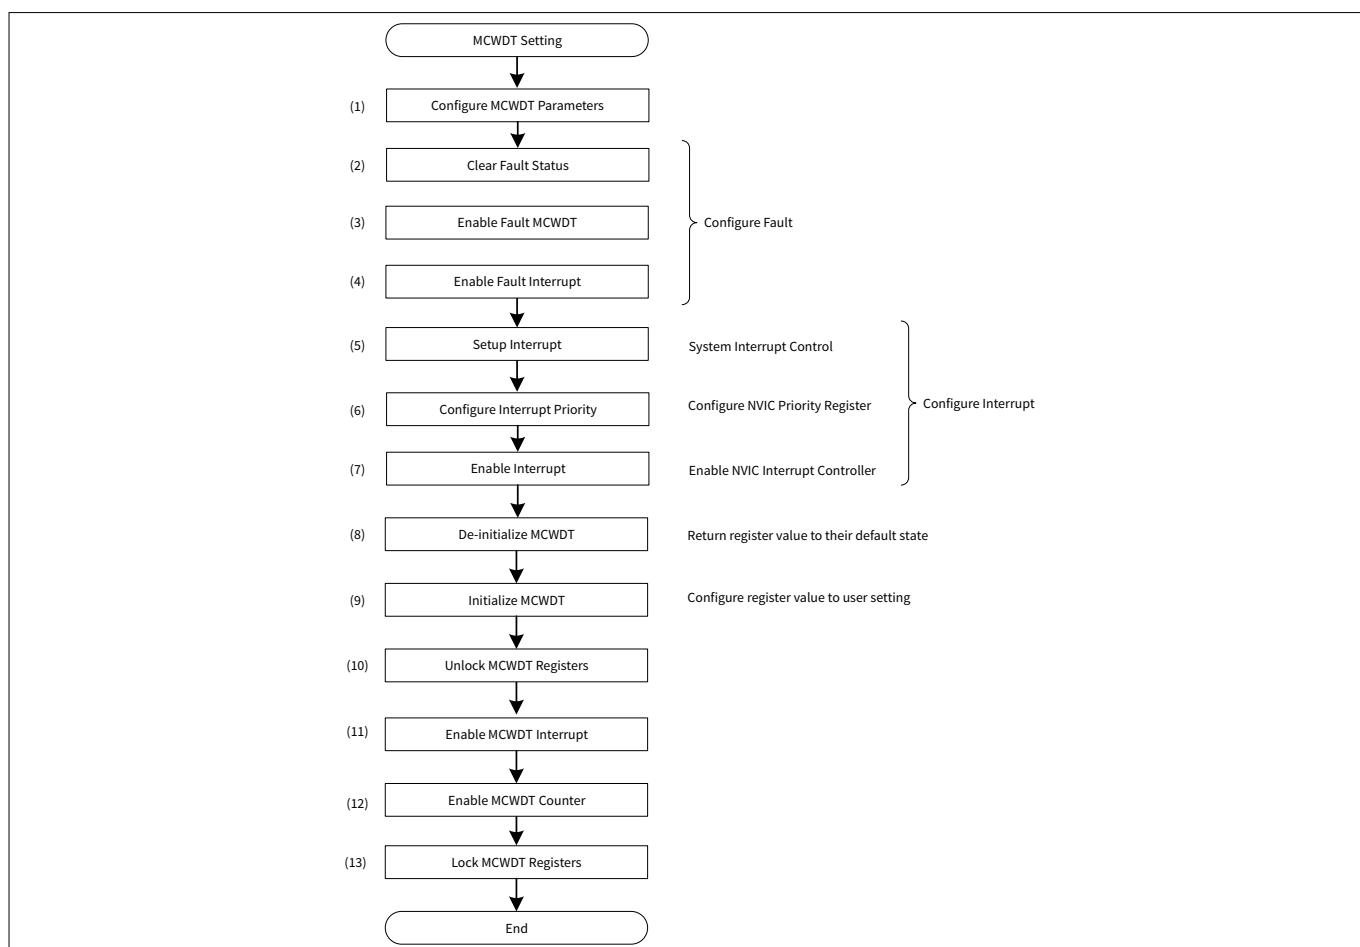 MCWDT Setting
(1)
Configure MCWDT Parameters
(2)
Clear Fault Status
(3)
Enable Fault MCWDT
Configure Fault
(4)
Enable Fault Interrupt
(5)
Setup Interrupt
System Interrupt Control
(6)
Configure Interrupt Priority
Configure NVIC Priority Register
Configure Interrupt
(7)
Enable Interrupt
Enable NVIC Interrupt Controller
(8)
De-initialize MCWDT
Return register value to their default state
(9)
Initialize MCWDT
Configure register value to user setting
(10)
Unlock MCWDT Registers
(11)
Enable MCWDT Interrupt
(12)
Enable MCWDT Counter
(13)
Lock MCWDT Registers
End